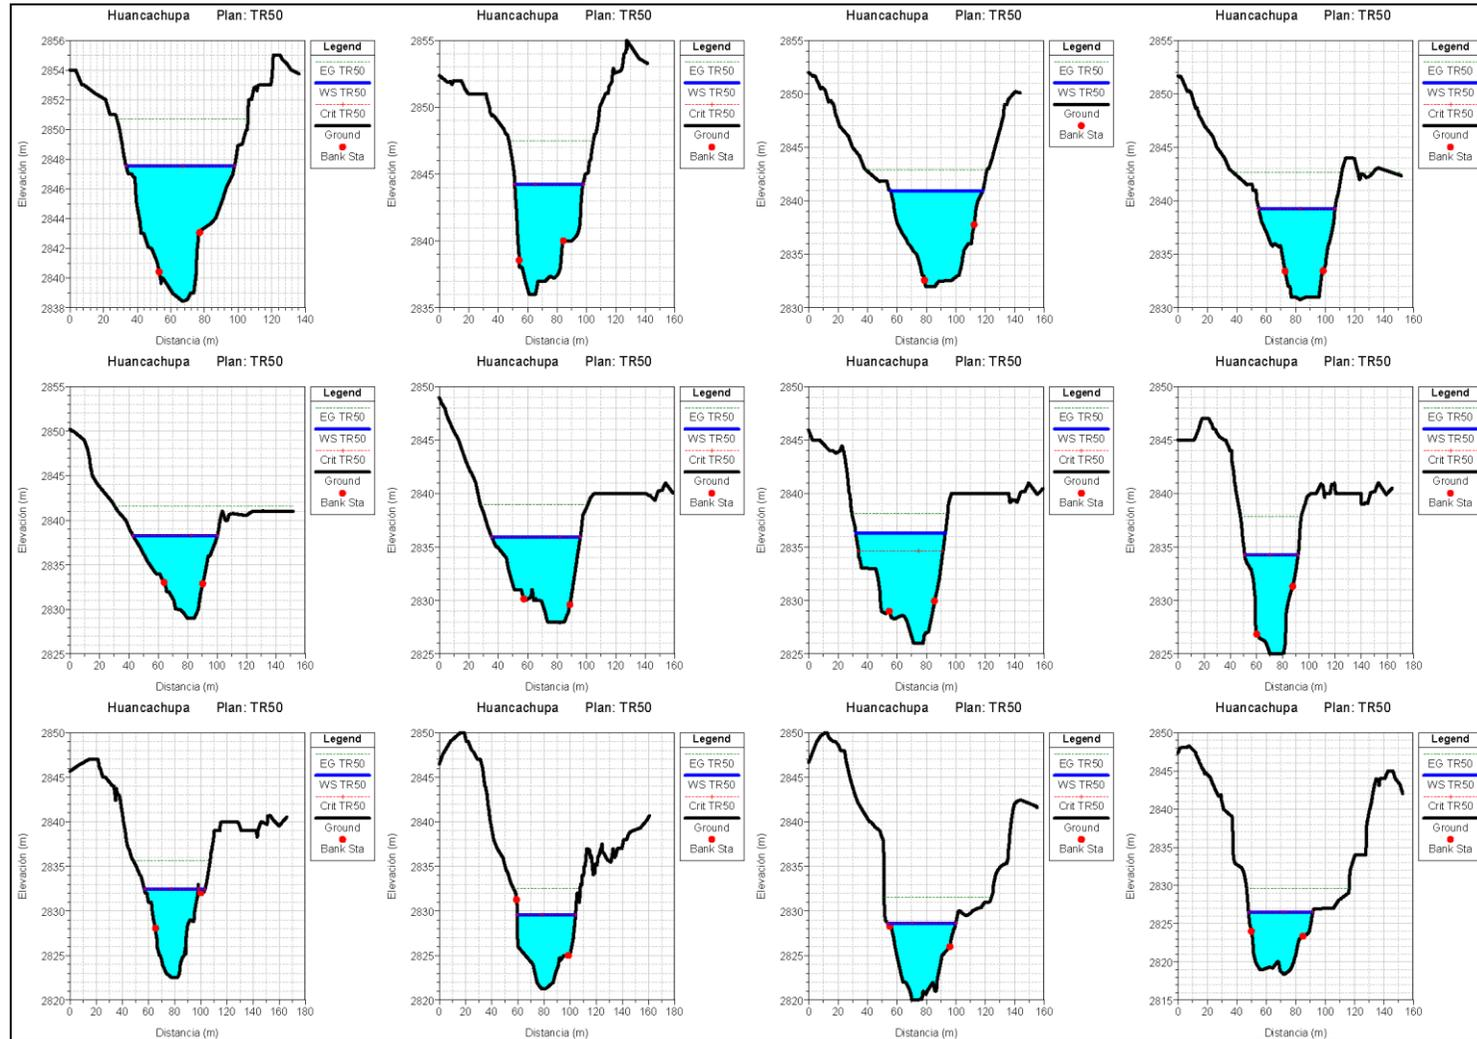 Huancachupa Plan: TR50
Elevación (m)
2856
2854
2852
2850
2848
2846
2844
2842
2840
2838
0 20 40 60 80 100 120 140
Distancia (m)
Legend
EG TR50
WS TR50
Crit TR50
Ground
Bank Sta
Huancachupa Plan: TR50
Elevación (m)
2855
2850
2845
2840
2835
0 20 40 60 80 100 120 140 160
Distancia (m)
Legend
EG TR50
WS TR50
Crit TR50
Ground
Bank Sta
Huancachupa Plan: TR50
Elevación (m)
2855
2850
2845
2840
2835
2830
0 20 40 60 80 100 120 140 160
Distancia (m)
Legend
EG TR50
WS TR50
Ground
Bank Sta
Huancachupa Plan: TR50
Elevación (m)
2855
2850
2845
2840
2835
2830
0 20 40 60 80 100 120 140 160
Distancia (m)
Legend
EG TR50
WS TR50
Crit TR50
Ground
Bank Sta
Huancachupa Plan: TR50
Elevación (m)
2855
2850
2845
2840
2835
2830
2825
0 20 40 60 80 100 120 140 160
Distancia (m)
Legend
EG TR50
WS TR50
Crit TR50
Ground
Bank Sta
Huancachupa Plan: TR50
Elevación (m)
2850
2845
2840
2835
2830
2825
0 20 40 60 80 100 120 140 160
Distancia (m)
Legend
EG TR50
WS TR50
Crit TR50
Ground
Bank Sta
Huancachupa Plan: TR50
Elevación (m)
2850
2845
2840
2835
2830
2825
0 20 40 60 80 100 120 140 160
Distancia (m)
Legend
EG TR50
WS TR50
Crit TR50
Ground
Bank Sta
Huancachupa Plan: TR50
Elevación (m)
2850
2845
2840
2835
2830
2825
0 20 40 60 80 100 120 140 160 180
Distancia (m)
Legend
EG TR50
WS TR50
Crit TR50
Ground
Bank Sta
Huancachupa Plan: TR50
Elevación (m)
2850
2845
2840
2835
2830
2825
2820
0 20 40 60 80 100 120 140 160 180
Distancia (m)
Legend
EG TR50
WS TR50
Crit TR50
Ground
Bank Sta
Huancachupa Plan: TR50
Elevación (m)
2850
2845
2840
2835
2830
2825
2820
0 20 40 60 80 100 120 140 160 180
Distancia (m)
Legend
EG TR50
WS TR50
Crit TR50
Ground
Bank Sta
Huancachupa Plan: TR50
Elevación (m)
2850
2845
2840
2835
2830
2825
2820
0 20 40 60 80 100 120 140 160
Distancia (m)
Legend
EG TR50
WS TR50
Crit TR50
Ground
Bank Sta
Huancachupa Plan: TR50
Elevación (m)
2850
2845
2840
2835
2830
2825
2820
2815
0 20 40 60 80 100 120 140 160
Distancia (m)
Legend
EG TR50
WS TR50
Crit TR50
Ground
Bank Sta